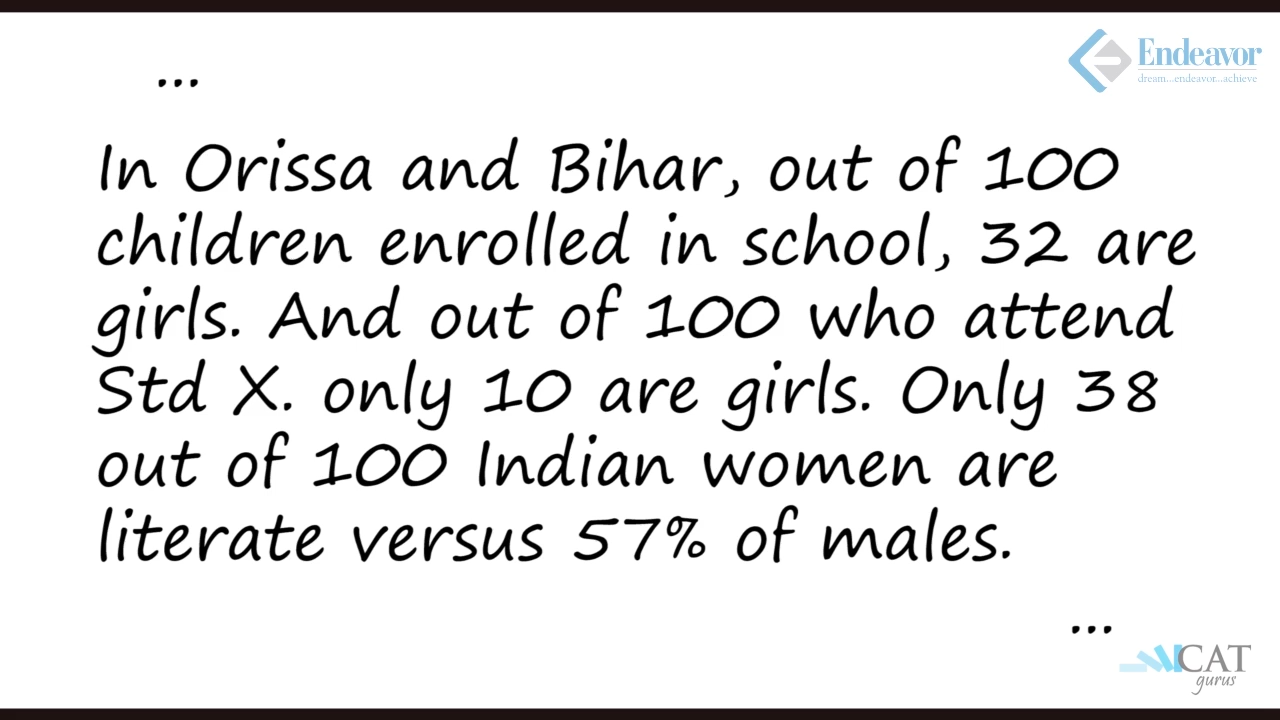 Endeavor
dream...endeavor...achieve
...
In Orissa and Bihar, out of 100
children enrolled in school, 32 are
girls. And out of 100 who attend
Std X. only 10 are girls. Only 38
out of 100 Indian women are
literate versus 57% of males.
...
CAT
gurus